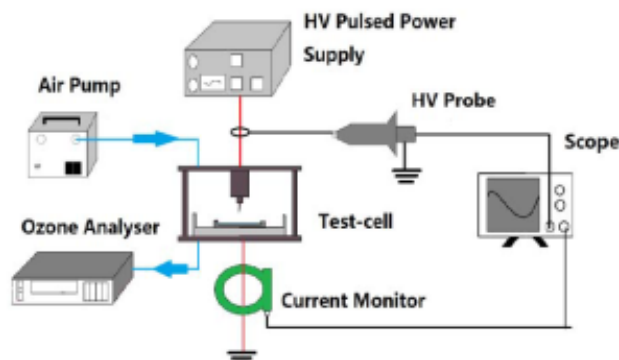 HV Pulsed Power
Supply
Air Pump
HV Probe
Scope
Test-cell
Ozone Analyser
Current Monitor